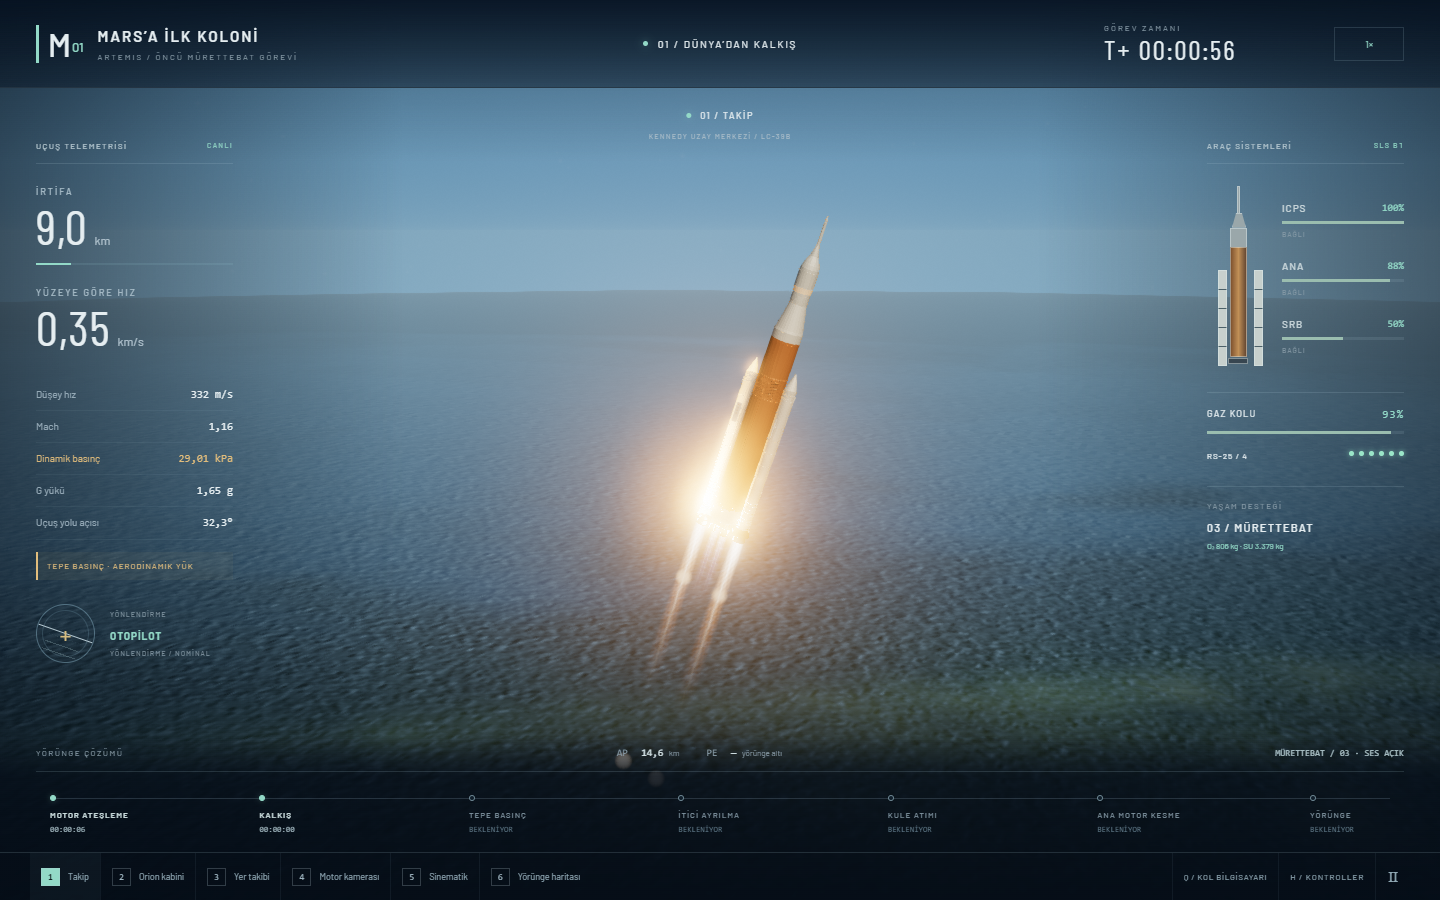 M01
MARS'A İLK KOLONİ
ARTEMIS / ÖNCÜ MÜRETTEBAT GÖREVİ
01 / DÜNYA'DAN KALKIŞ
GÖREV ZAMANI
T+ 00:00:56
1×
01 / TAKİP
KENNEDY UZAY MERKEZİ / LC-39B
UÇUŞ TELEMETRİSİ
CANLI
İRTİFA
9,0 km
YÜZEYE GÖRE HIZ
0,35 km/s
Düşey hız 332 m/s
Mach 1,16
Dinamik basınç 29,01 kPa
G yükü 1,65 g
Uçuş yolu açısı 32,3°
TEPE BASINÇ · AERODİNAMİK YÜK
YÖNLENDİRME
OTOPİLOT
YÖNLENDİRME / NOMİNAL
ARAÇ SİSTEMLERİ
SLS B1
ICPS 100%
BAĞLI
ANA 88%
BAĞLI
SRB 50%
BAĞLI
GAZ KOLU 93%
RS-25 / 4
YAŞAM DESTEĞİ
03 / MÜRETTEBAT
O₂ 806 kg · SU 3.379 kg
YÖRÜNGE ÇÖZÜMÜ
AP 14,6 km PE — yörünge altı
MÜRETTEBAT / 03 · SES AÇIK
MOTOR ATEŞLEME
00:00:06
KALKIŞ
00:00:00
TEPE BASINÇ
BEKLENİYOR
İTİCİ AYRILMA
BEKLENİYOR
KULE ATIMI
BEKLENİYOR
ANA MOTOR KESME
BEKLENİYOR
YÖRÜNGE
BEKLENİYOR
1 Takip
2 Orion kabini
3 Yer takibi
4 Motor kamerası
5 Sinematik
6 Yörünge haritası
Q / KOL BİLGİSAYARI
H / KONTROLLER